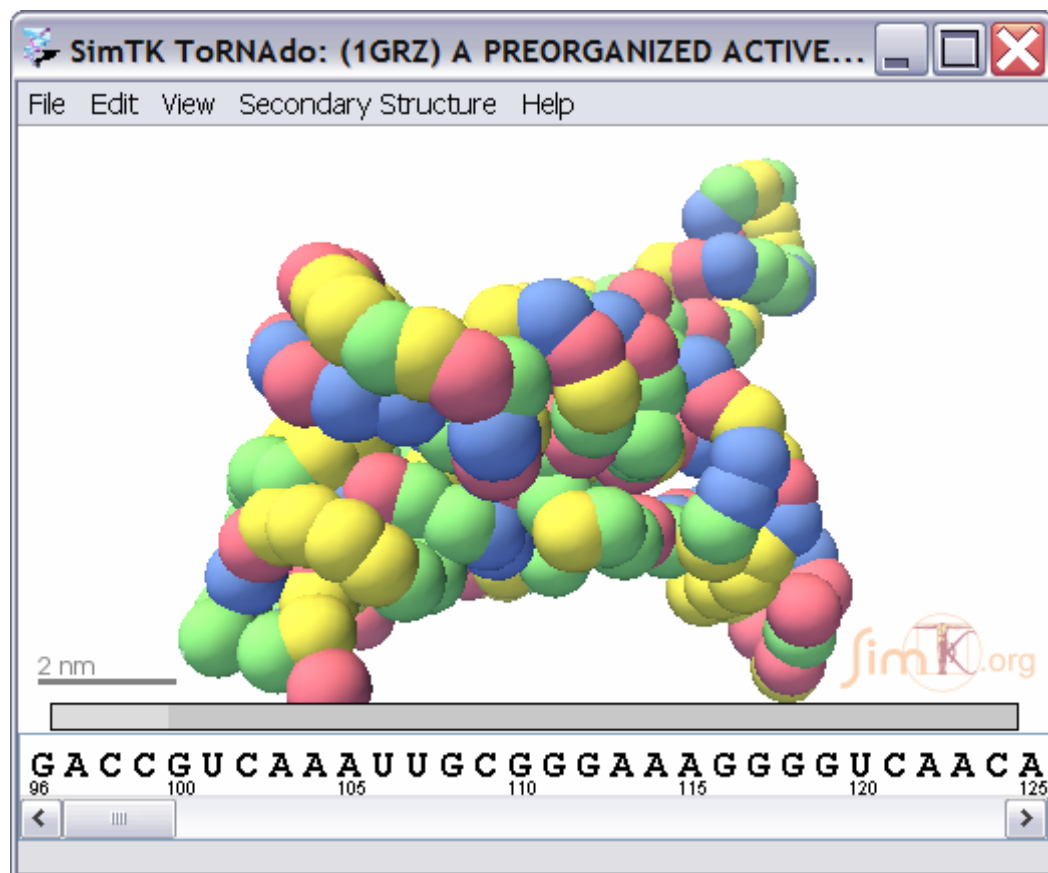 SimTK ToRNAdo: (1GRZ) A PREORGANIZED ACTIVE...
File Edit View Secondary Structure Help
2 nm
SimTK.org
G A C C G U C A A A U U G C G G G A A A G G G G U C A A C A
96 100 105 110 115 120 125